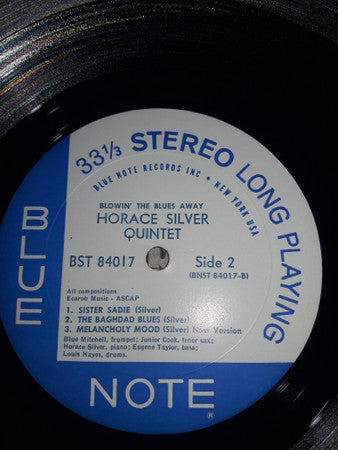 33⅓ STEREO LONG PLAYING
BLUE NOTE RECORDS INC • NEW YORK USA
BLOWIN' THE BLUES AWAY
HORACE SILVER
QUINTET
BST 84017 Side 2
(BNST 84017-B)
All compositions
Ecaroh Music - ASCAP
1. SISTER SADIE (Silver)
2. THE BAGHDAD BLUES (Silver)
3. MELANCHOLY MOOD (Silver) New Version
Blue Mitchell, trumpet; Junior Cook, tenor sax;
Horace Silver, piano; Eugene Taylor, bass;
Louis Hayes, drums.
BLUE
NOTE ®